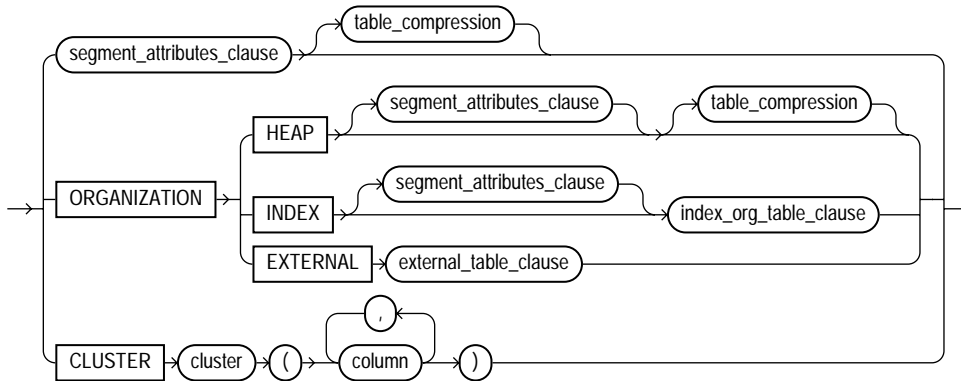 table_compression
segment_attributes_clause
segment_attributes_clause table_compression
HEAP
segment_attributes_clause
ORGANIZATION INDEX index_org_table_clause
EXTERNAL external_table_clause
,
CLUSTER cluster ( column )